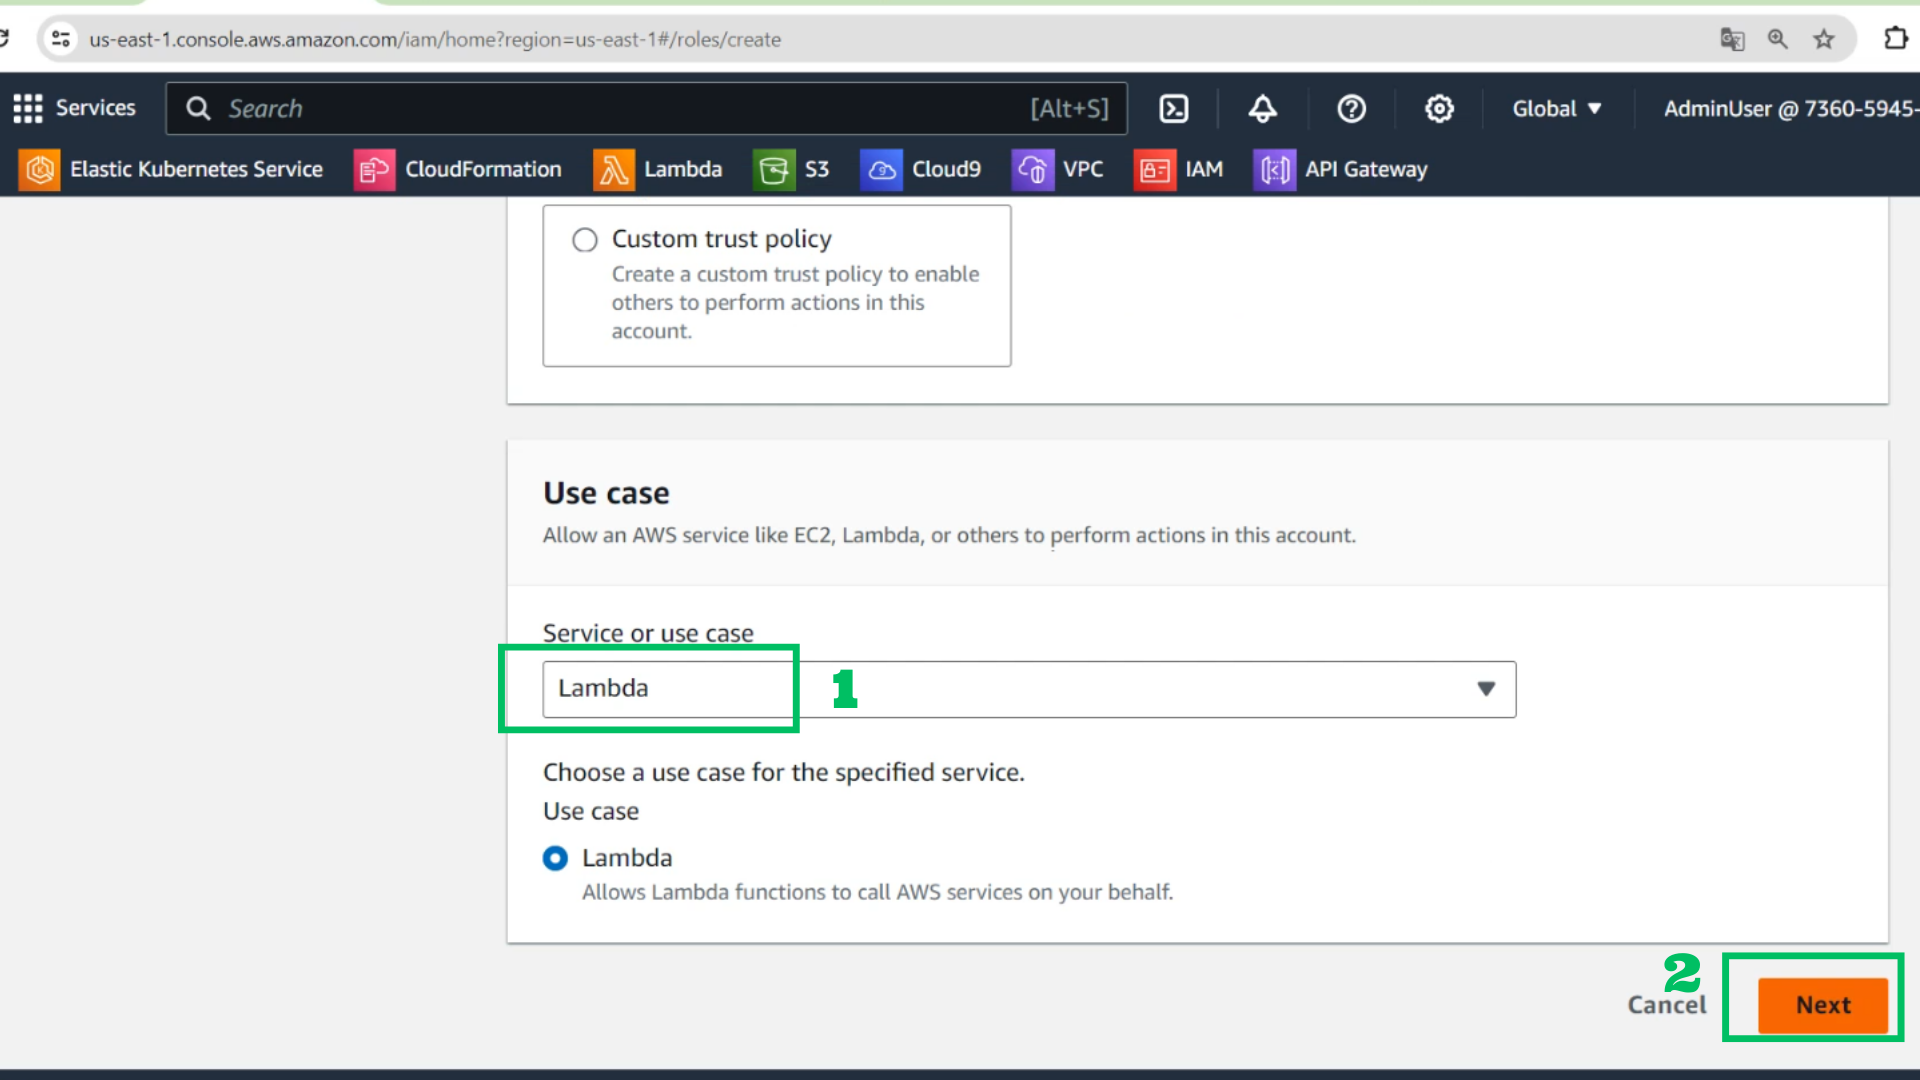 us-east-1.console.aws.amazon.com/iam/home?region=us-east-1#/roles/create
Services
Search
[Alt+S]
Global
AdminUser @ 7360-5945-
Elastic Kubernetes Service
CloudFormation
Lambda
S3
Cloud9
VPC
IAM
API Gateway
Custom trust policy
Create a custom trust policy to enable
others to perform actions in this
account.
Use case
Allow an AWS service like EC2, Lambda, or others to perform actions in this account.
Service or use case
Lambda
1
Choose a use case for the specified service.
Use case
Lambda
Allows Lambda functions to call AWS services on your behalf.
2
Cancel
Next